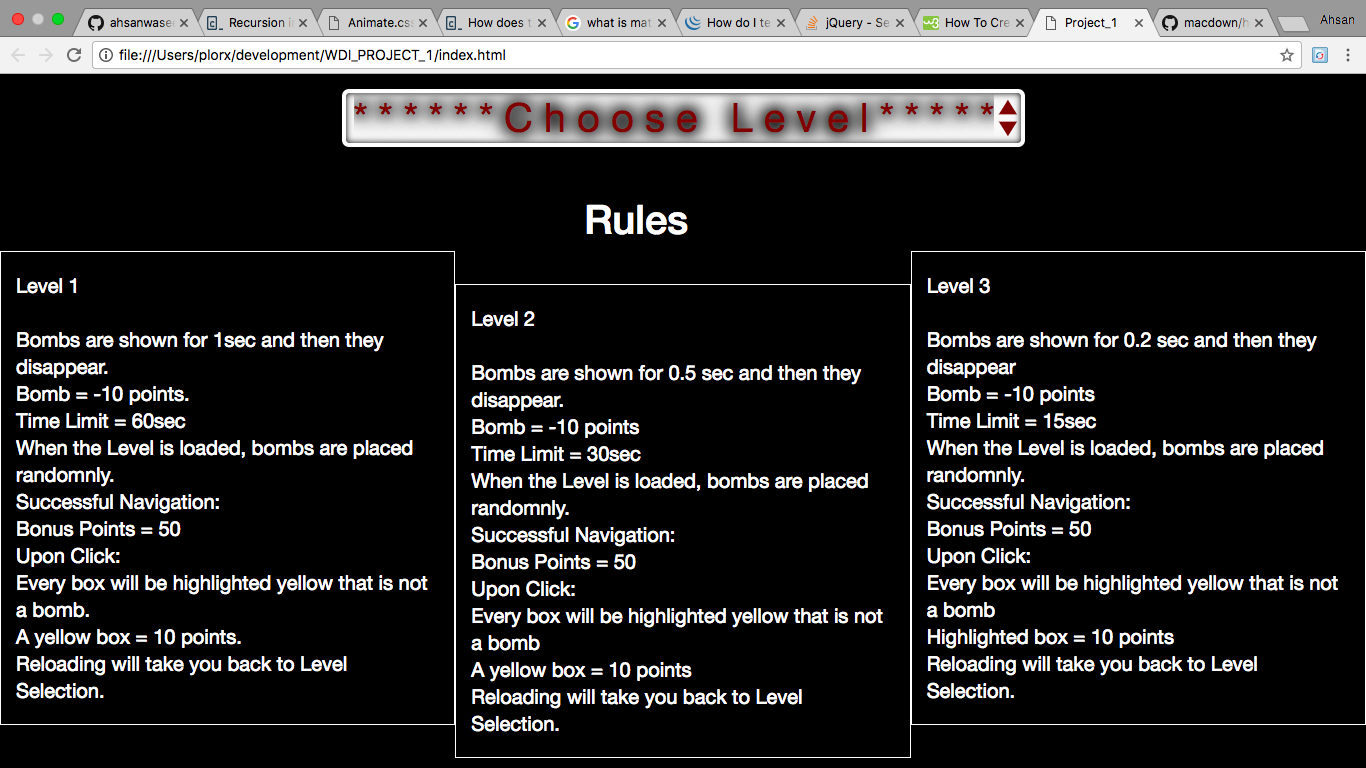 ahsanwase
Recursion i
Animate.cs
How does t
what is mat
How do I te
jQuery - Se
How To Cre
Project_1
macdown/h
Ahsan
file:///Users/plorx/development/WDI_PROJECT_1/index.html
******Choose Level*****
Rules
Level 1
Bombs are shown for 1sec and then they
disappear.
Bomb = -10 points.
Time Limit = 60sec
When the Level is loaded, bombs are placed
randomnly.
Successful Navigation:
Bonus Points = 50
Upon Click:
Every box will be highlighted yellow that is not
a bomb.
A yellow box = 10 points.
Reloading will take you back to Level
Selection.
Level 2
Bombs are shown for 0.5 sec and then they
disappear.
Bomb = -10 points
Time Limit = 30sec
When the Level is loaded, bombs are placed
randomnly.
Successful Navigation:
Bonus Points = 50
Upon Click:
Every box will be highlighted yellow that is not
a bomb
A yellow box = 10 points
Reloading will take you back to Level
Selection.
Level 3
Bombs are shown for 0.2 sec and then they
disappear
Bomb = -10 points
Time Limit = 15sec
When the Level is loaded, bombs are placed
randomnly.
Successful Navigation:
Bonus Points = 50
Upon Click:
Every box will be highlighted yellow that is not
a bomb
Highlighted box = 10 points
Reloading will take you back to Level
Selection.